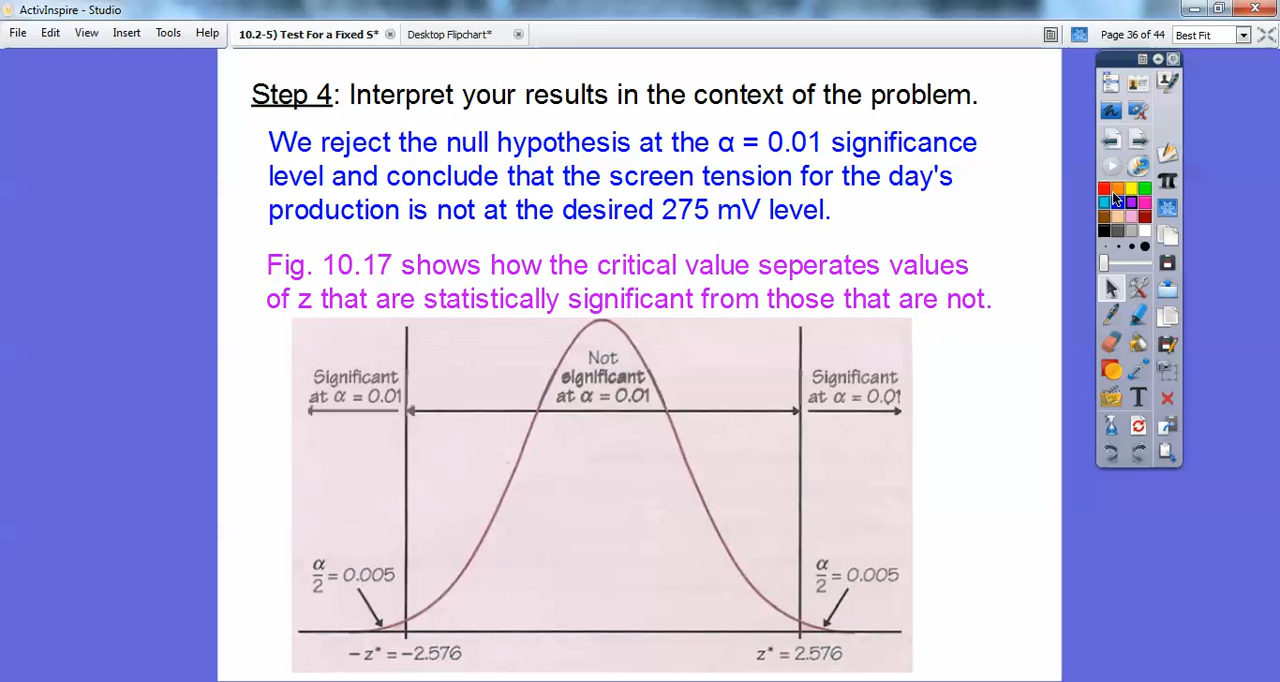 ActivInspire - Studio
File Edit View Insert Tools Help
10.2-5) Test For a Fixed S* Desktop Flipchart*
Page 36 of 44 Best Fit
Step 4: Interpret your results in the context of the problem.
We reject the null hypothesis at the α = 0.01 significance
level and conclude that the screen tension for the day's
production is not at the desired 275 mV level.
Fig. 10.17 shows how the critical value seperates values
of z that are statistically significant from those that are not.
Significant
at α = 0.01
Not
significant
at α = 0.01
Significant
at α = 0.01
α/2 = 0.005
α/2 = 0.005
-z* = -2.576
z* = 2.576